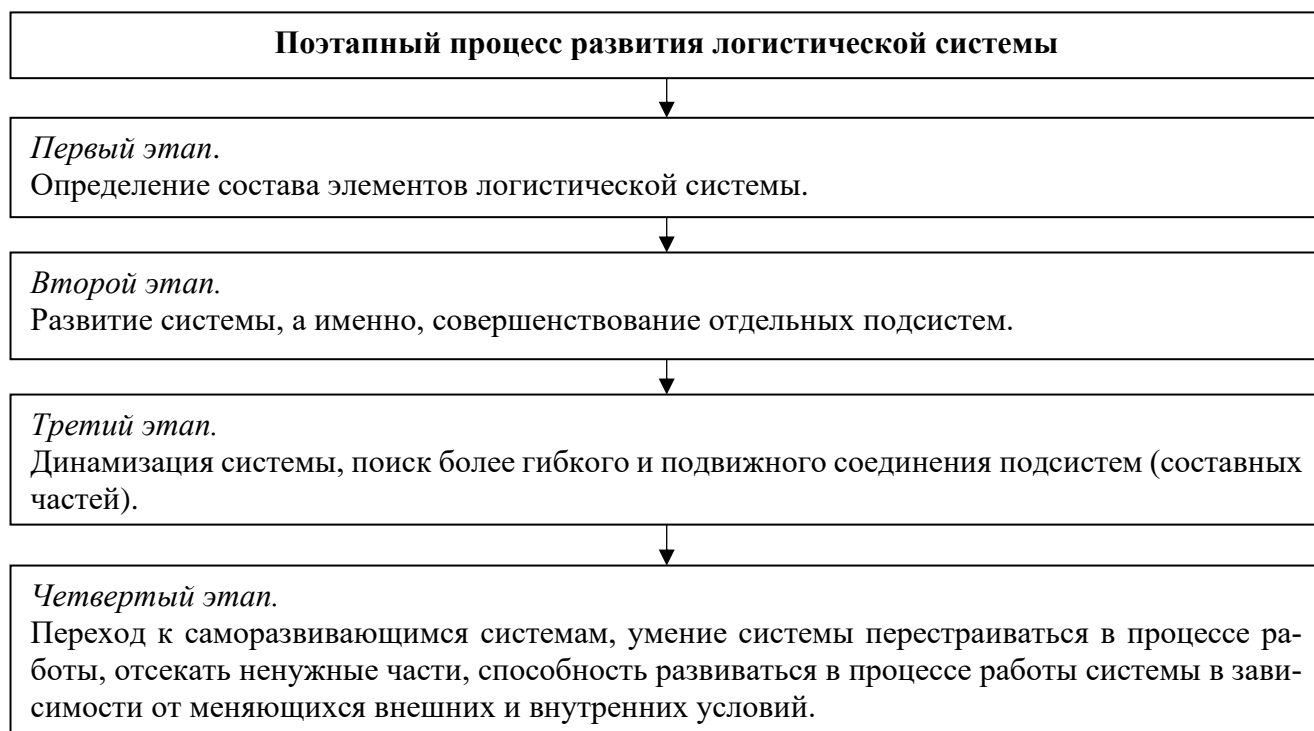 Поэтапный процесс развития логистической системы
Первый этап.
Определение состава элементов логистической системы.
Второй этап.
Развитие системы, а именно, совершенствование отдельных подсистем.
Третий этап.
Динамизация системы, поиск более гибкого и подвижного соединения подсистем (составных
частей).
Четвертый этап.
Переход к саморазвивающимся системам, умение системы перестраиваться в процессе ра-
боты, отсекать ненужные части, способность развиваться в процессе работы системы в зави-
симости от меняющихся внешних и внутренних условий.